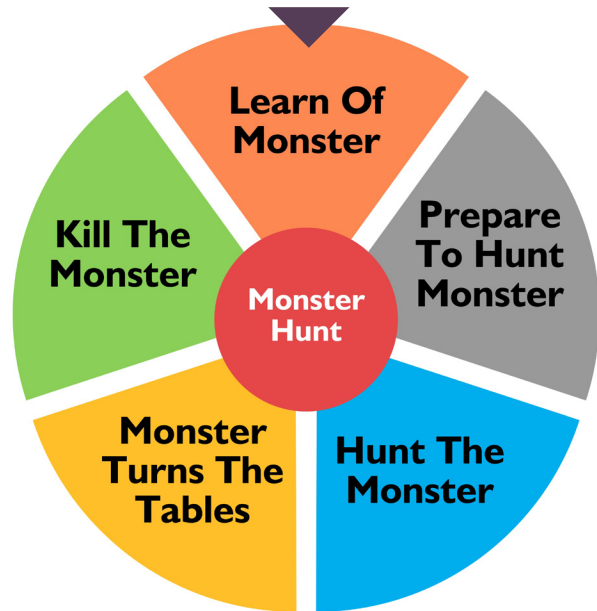 Learn Of
Monster
Prepare
To Hunt
Monster
Hunt The
Monster
Monster
Turns The
Tables
Kill The
Monster
Monster
Hunt